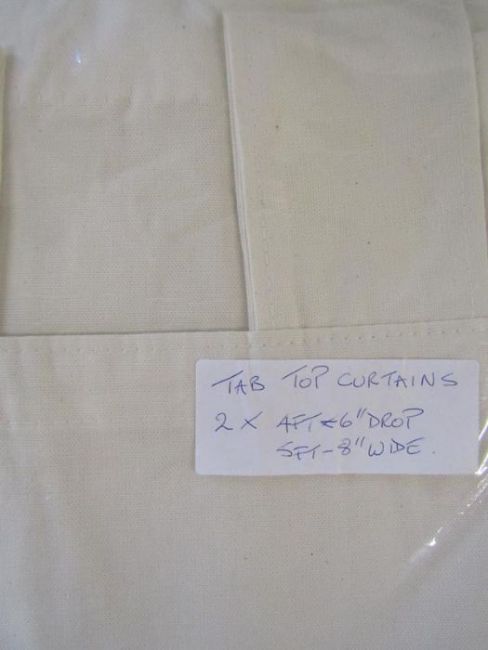 TAB TOP CURTAINS
2 X 4FT 6" DROP
5FT-8" WIDE.